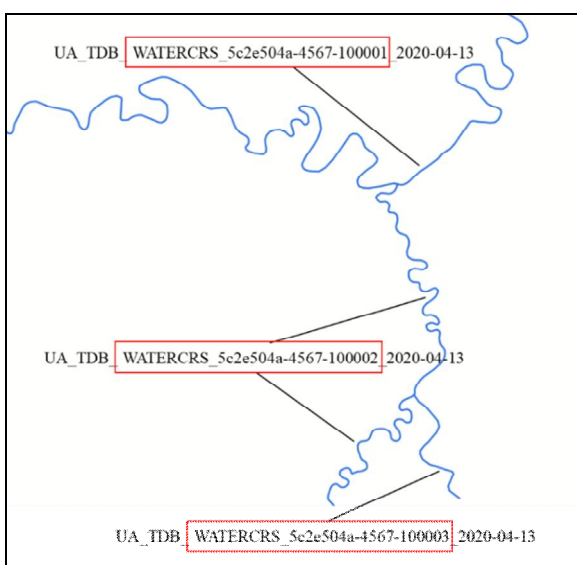 UA_TDB_WATERCRS_5c2e504a-4567-100001_2020-04-13
UA_TDB_WATERCRS_5c2e504a-4567-100002_2020-04-13
UA_TDB_WATERCRS_5c2e504a-4567-100003_2020-04-13